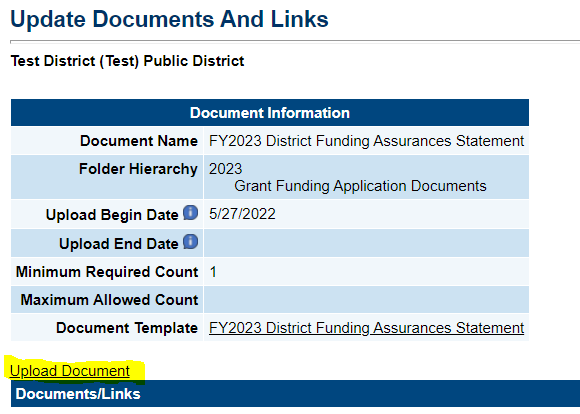 Update Documents And Links
Test District (Test) Public District
Document Information
Document Name FY2023 District Funding Assurances Statement
Folder Hierarchy 2023
Grant Funding Application Documents
Upload Begin Date 5/27/2022
Upload End Date
Minimum Required Count 1
Maximum Allowed Count
Document Template FY2023 District Funding Assurances Statement
Upload Document
Documents/Links